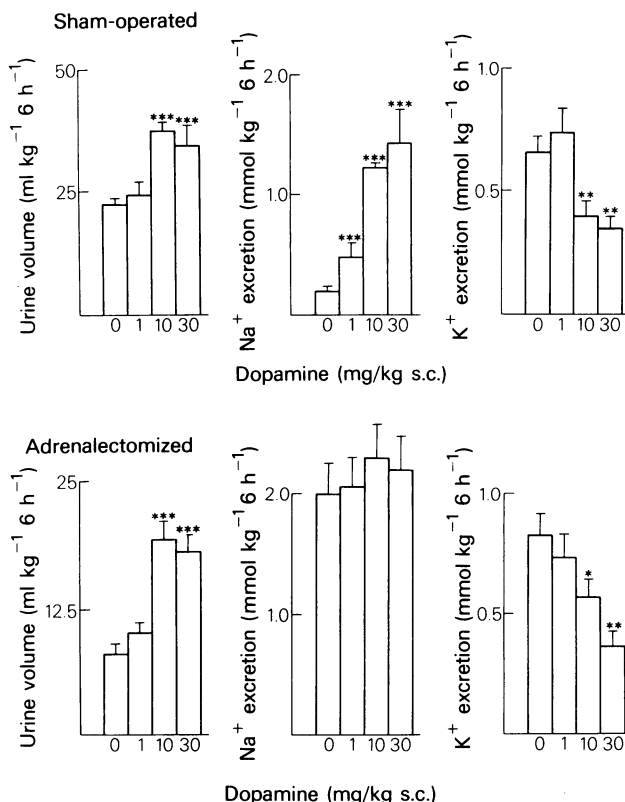 Sham-operated
Urine volume (ml kg⁻¹ 6 h⁻¹)
50
25
*** ***
0 1 10 30
Na⁺ excretion (mmol kg⁻¹ 6 h⁻¹)
2.0
1.0
*** *** ***
0 1 10 30
K⁺ excretion (mmol kg⁻¹ 6 h⁻¹)
1.0
0.5
** **
0 1 10 30
Dopamine (mg/kg s.c.)
Adrenalectomized
Urine volume (ml kg⁻¹ 6 h⁻¹)
25
12.5
*** ***
0 1 10 30
Na⁺ excretion (mmol kg⁻¹ 6 h⁻¹)
2.0
1.0
0 1 10 30
K⁺ excretion (mmol kg⁻¹ 6 h⁻¹)
1.0
0.5
* **
0 1 10 30
Dopamine (mg/kg s.c.)